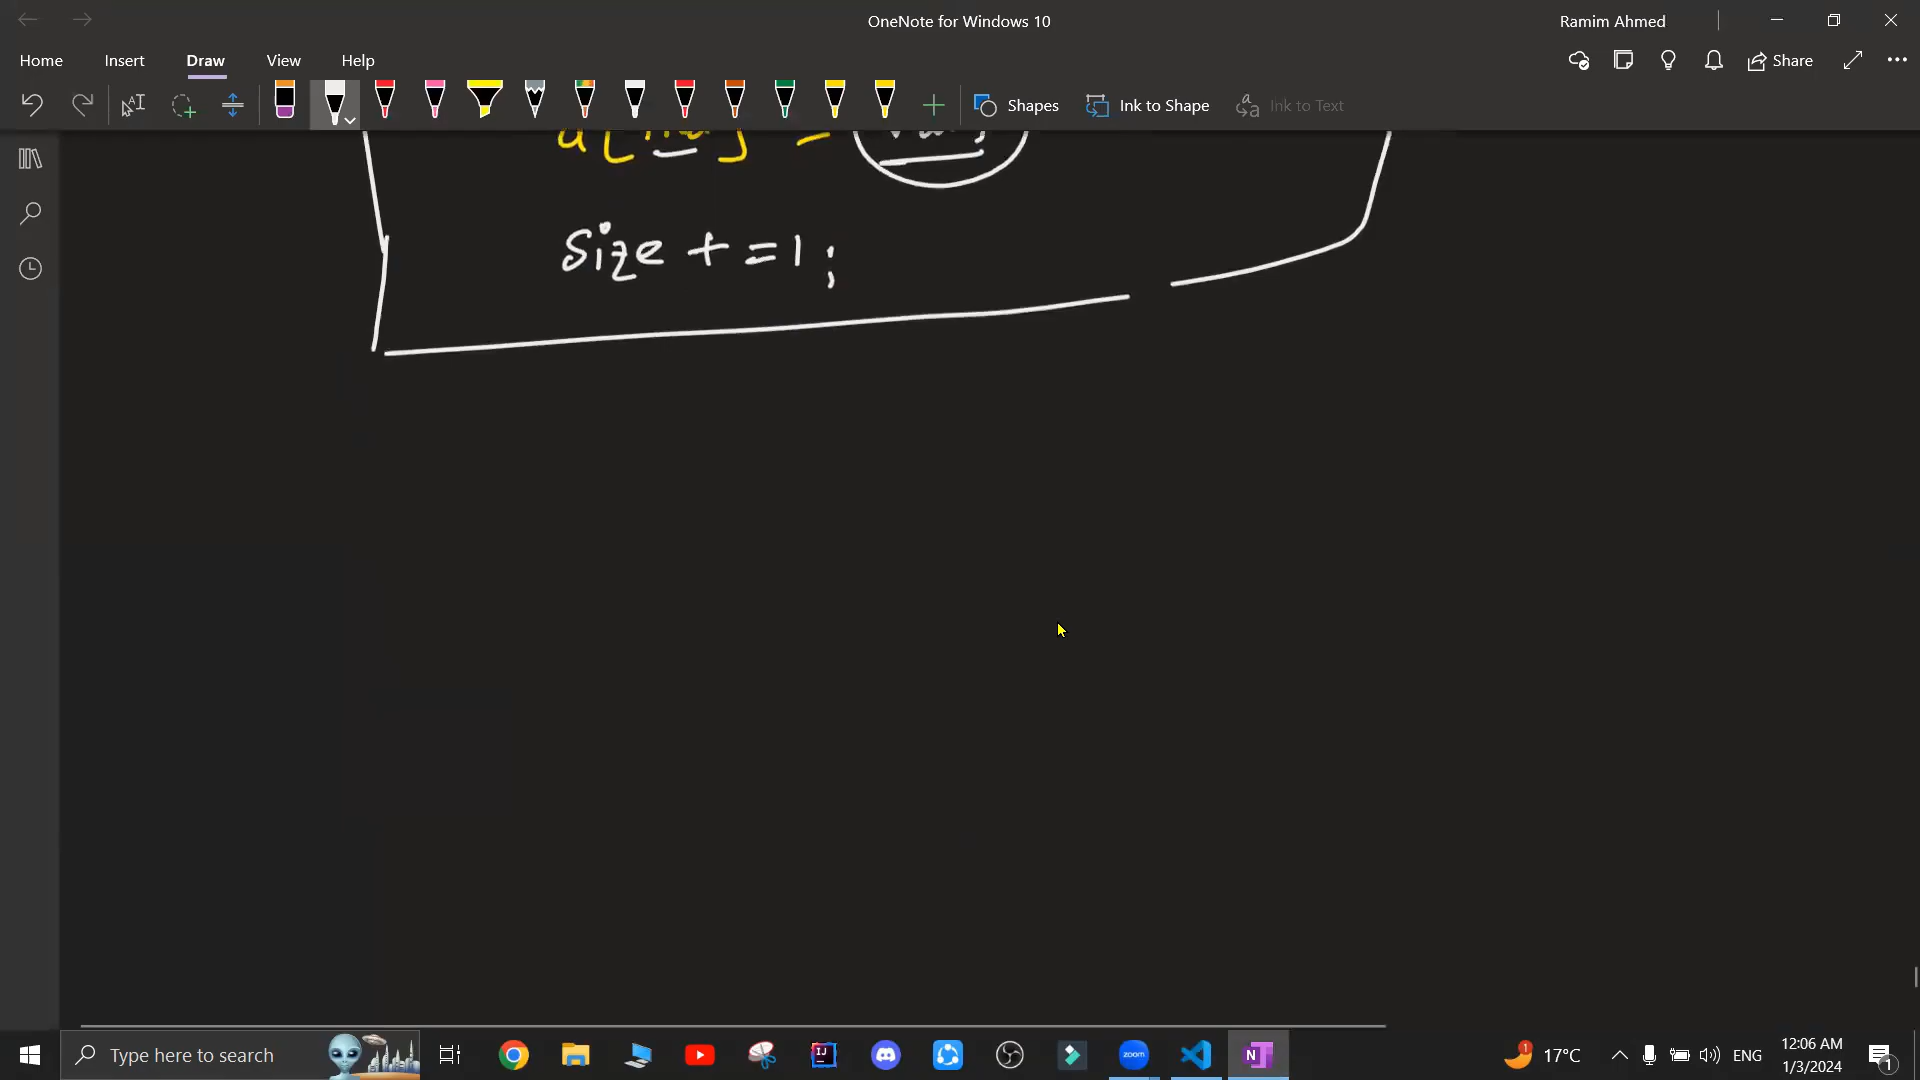 OneNote for Windows 10
Ramim Ahmed
Home Insert Draw View Help
Share
Shapes Ink to Shape Ink to Text
size + = 1 ;
Type here to search
zoom
17°C
ENG
12:06 AM
1/3/2024